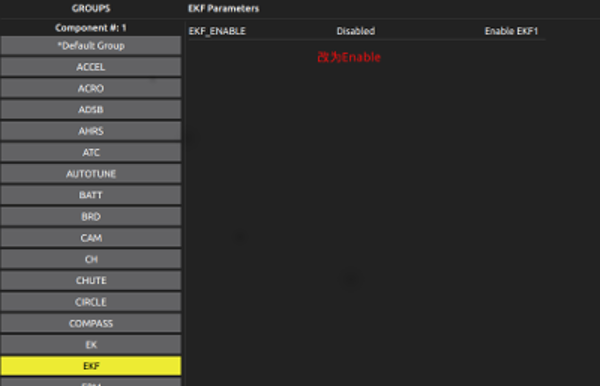 GROUPS
EKF Parameters
Component #: 1
*Default Group
EKF_ENABLE Disabled Enable EKF1
改为Enable
ACCEL
ACRO
ADSB
AHRS
ATC
AUTOTUNE
BATT
BRD
CAM
CH
CHUTE
CIRCLE
COMPASS
EK
EKF